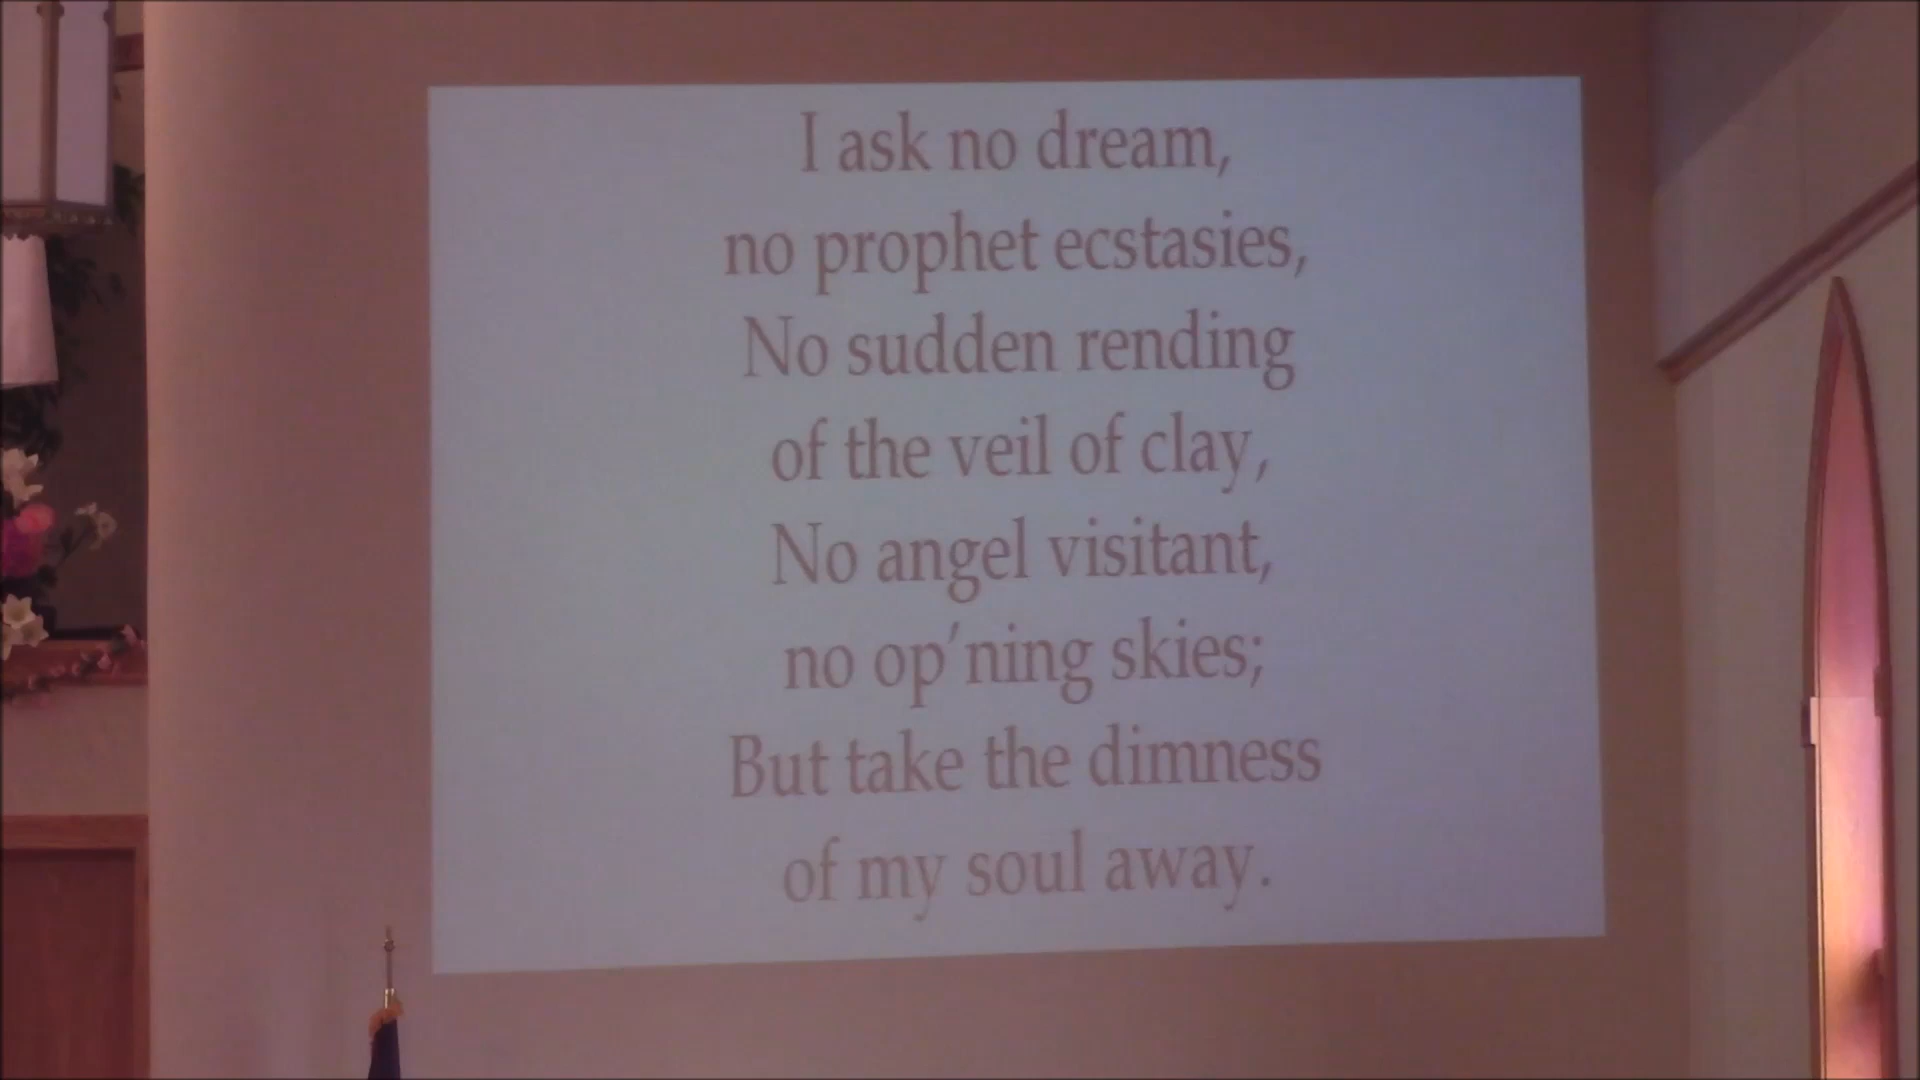 I ask no dream,
no prophet ecstasies,
No sudden rending
of the veil of clay,
No angel visitant,
no op'ning skies;
But take the dimness
of my soul away.